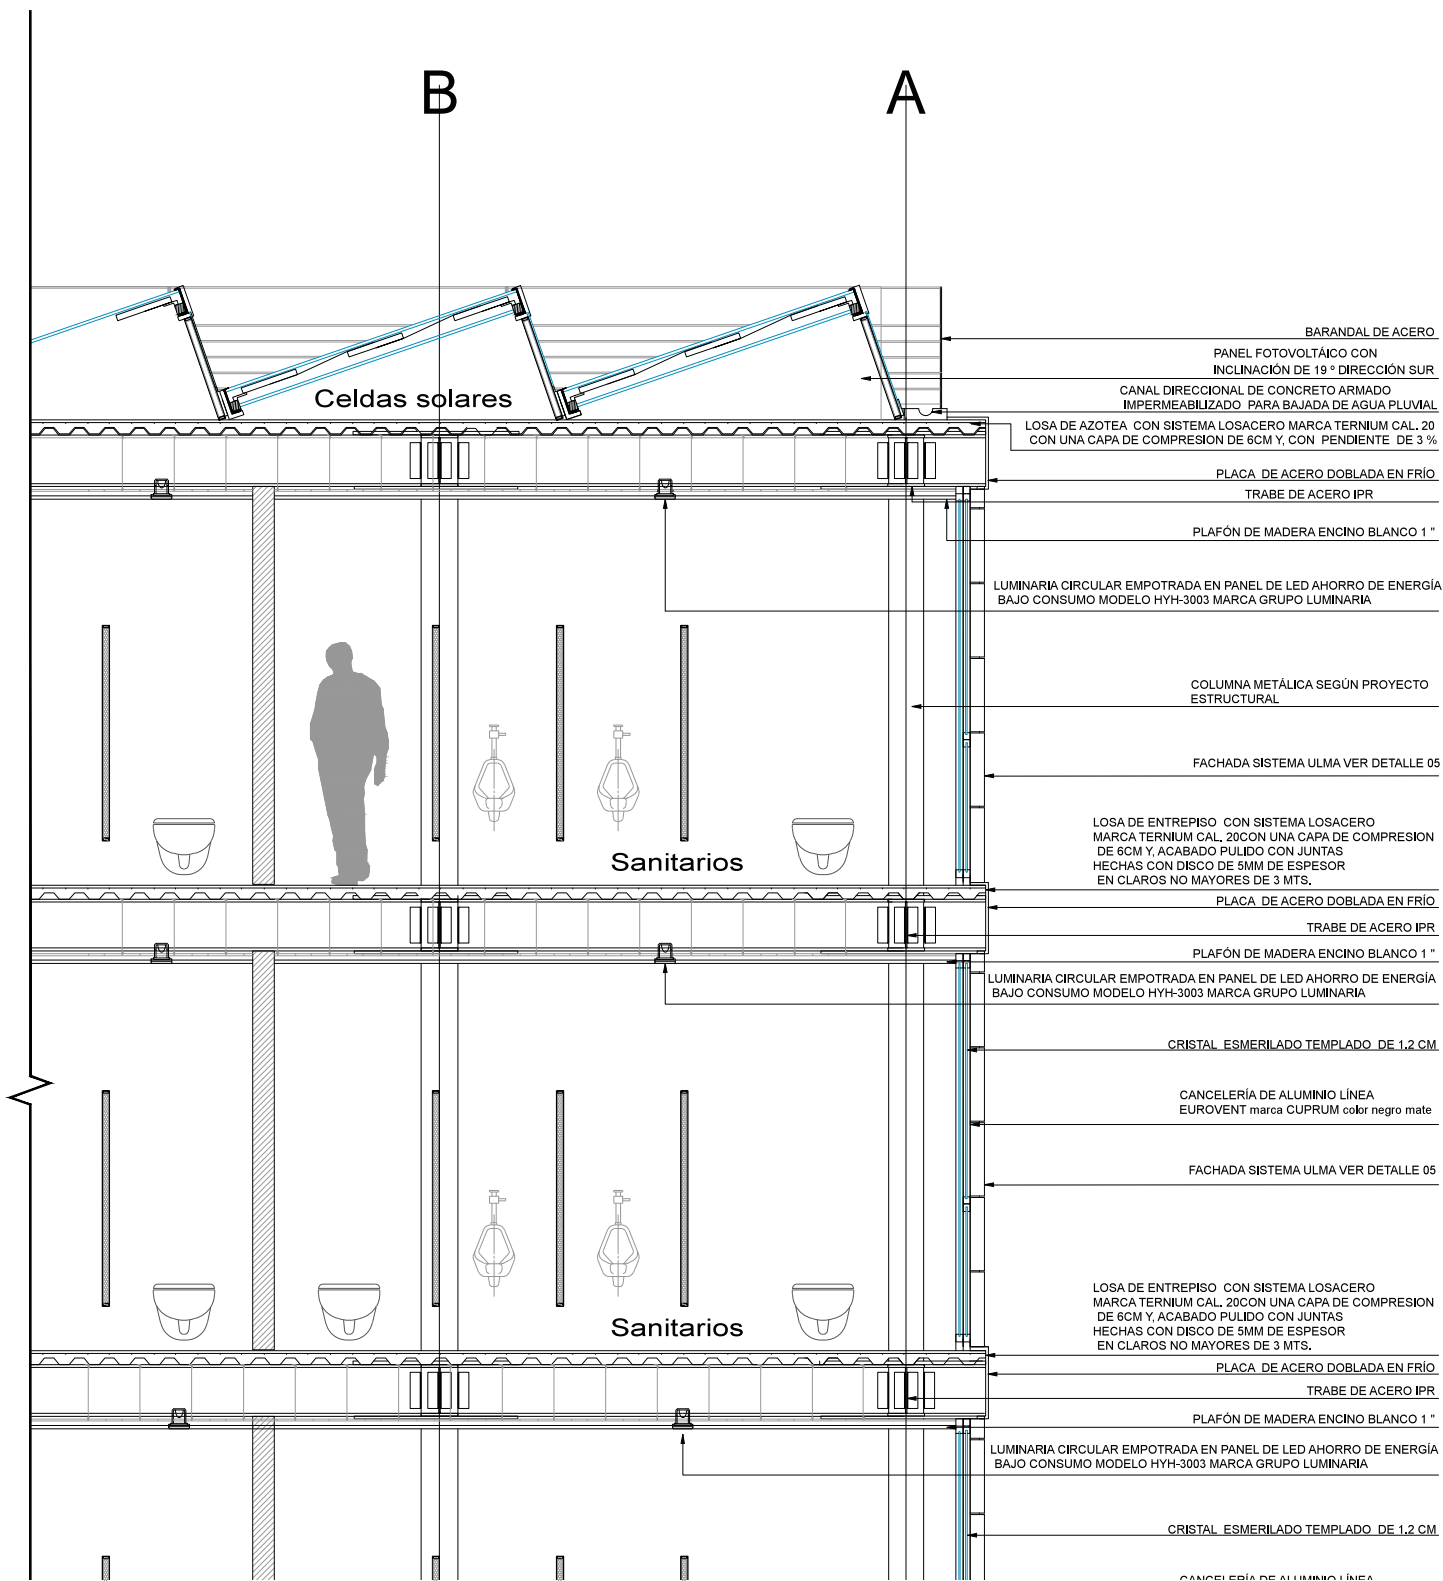 B
A
BARANDAL DE ACERO
PANEL FOTOVOLTÁICO CON
INCLINACIÓN DE 19 º DIRECCIÓN SUR
CANAL DIRECCIONAL DE CONCRETO ARMADO
IMPERMEABILIZADO PARA BAJADA DE AGUA PLUVIAL
Celdas solares
LOSA DE AZOTEA CON SISTEMA LOSACERO MARCA TERNIUM CAL. 20
CON UNA CAPA DE COMPRESION DE 6CM Y, CON PENDIENTE DE 3 %
PLACA DE ACERO DOBLADA EN FRÍO
TRABE DE ACERO IPR
PLAFÓN DE MADERA ENCINO BLANCO 1 "
LUMINARIA CIRCULAR EMPOTRADA EN PANEL DE LED AHORRO DE ENERGÍA
BAJO CONSUMO MODELO HYH-3003 MARCA GRUPO LUMINARIA
COLUMNA METÁLICA SEGÚN PROYECTO
ESTRUCTURAL
FACHADA SISTEMA ULMA VER DETALLE 05
LOSA DE ENTREPISO CON SISTEMA LOSACERO
MARCA TERNIUM CAL. 20CON UNA CAPA DE COMPRESION
DE 6CM Y, ACABADO PULIDO CON JUNTAS
HECHAS CON DISCO DE 5MM DE ESPESOR
EN CLAROS NO MAYORES DE 3 MTS.
Sanitarios
PLACA DE ACERO DOBLADA EN FRÍO
TRABE DE ACERO IPR
PLAFÓN DE MADERA ENCINO BLANCO 1 "
LUMINARIA CIRCULAR EMPOTRADA EN PANEL DE LED AHORRO DE ENERGÍA
BAJO CONSUMO MODELO HYH-3003 MARCA GRUPO LUMINARIA
CRISTAL ESMERILADO TEMPLADO DE 1.2 CM
CANCELERÍA DE ALUMINIO LÍNEA
EUROVENT marca CUPRUM color negro mate
FACHADA SISTEMA ULMA VER DETALLE 05
LOSA DE ENTREPISO CON SISTEMA LOSACERO
MARCA TERNIUM CAL. 20CON UNA CAPA DE COMPRESION
DE 6CM Y, ACABADO PULIDO CON JUNTAS
HECHAS CON DISCO DE 5MM DE ESPESOR
EN CLAROS NO MAYORES DE 3 MTS.
Sanitarios
PLACA DE ACERO DOBLADA EN FRÍO
TRABE DE ACERO IPR
PLAFÓN DE MADERA ENCINO BLANCO 1 "
LUMINARIA CIRCULAR EMPOTRADA EN PANEL DE LED AHORRO DE ENERGÍA
BAJO CONSUMO MODELO HYH-3003 MARCA GRUPO LUMINARIA
CRISTAL ESMERILADO TEMPLADO DE 1.2 CM
CANCELERÍA DE ALUMINIO LÍNEA